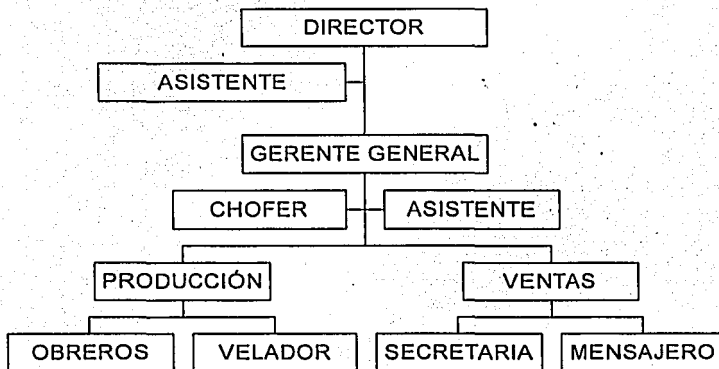 DIRECTOR
ASISTENTE
GERENTE GENERAL
CHOFER
ASISTENTE
PRODUCCIÓN
VENTAS
OBREROS
VELADOR
SECRETARIA
MENSAJERO